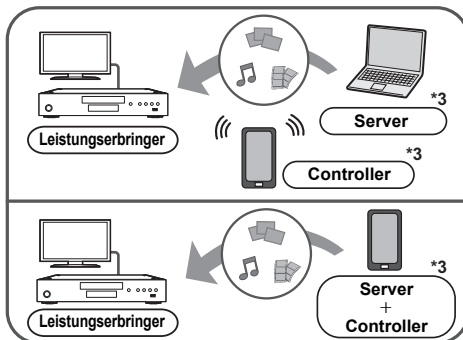 *3
Leistungserbringer
Server
*3
Controller
Leistungserbringer
*3
Server
+
Controller